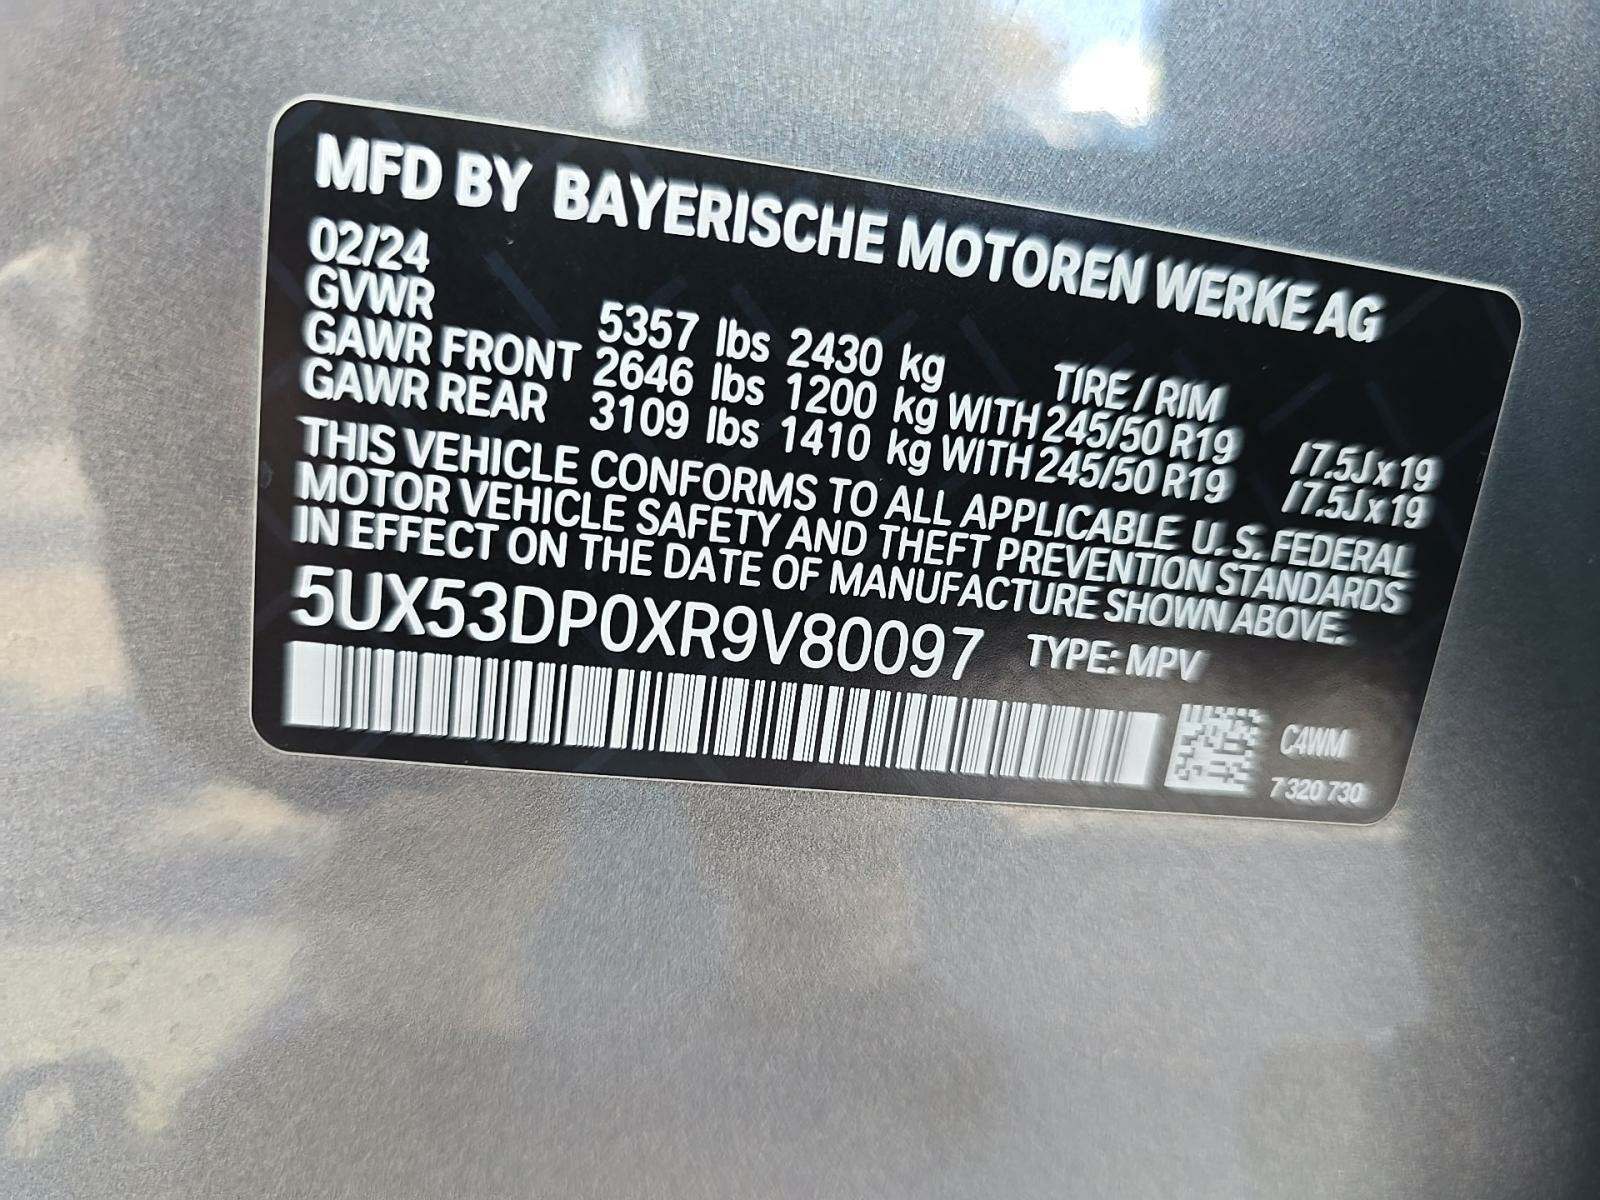 MFD BY BAYERISCHE MOTOREN WERKE AG
02/24
GVWR 5357 lbs 2430 kg TIRE / RIM
GAWR FRONT 2646 lbs 1200 kg WITH 245/50 R19 /7.5J x 19
GAWR REAR 3109 lbs 1410 kg WITH 245/50 R19 /7.5J x 19
THIS VEHICLE CONFORMS TO ALL APPLICABLE U.S. FEDERAL
MOTOR VEHICLE SAFETY AND THEFT PREVENTION STANDARDS
IN EFFECT ON THE DATE OF MANUFACTURE SHOWN ABOVE.
5UX53DP0XR9V80097 TYPE: MPV
C4WM
7 320 730